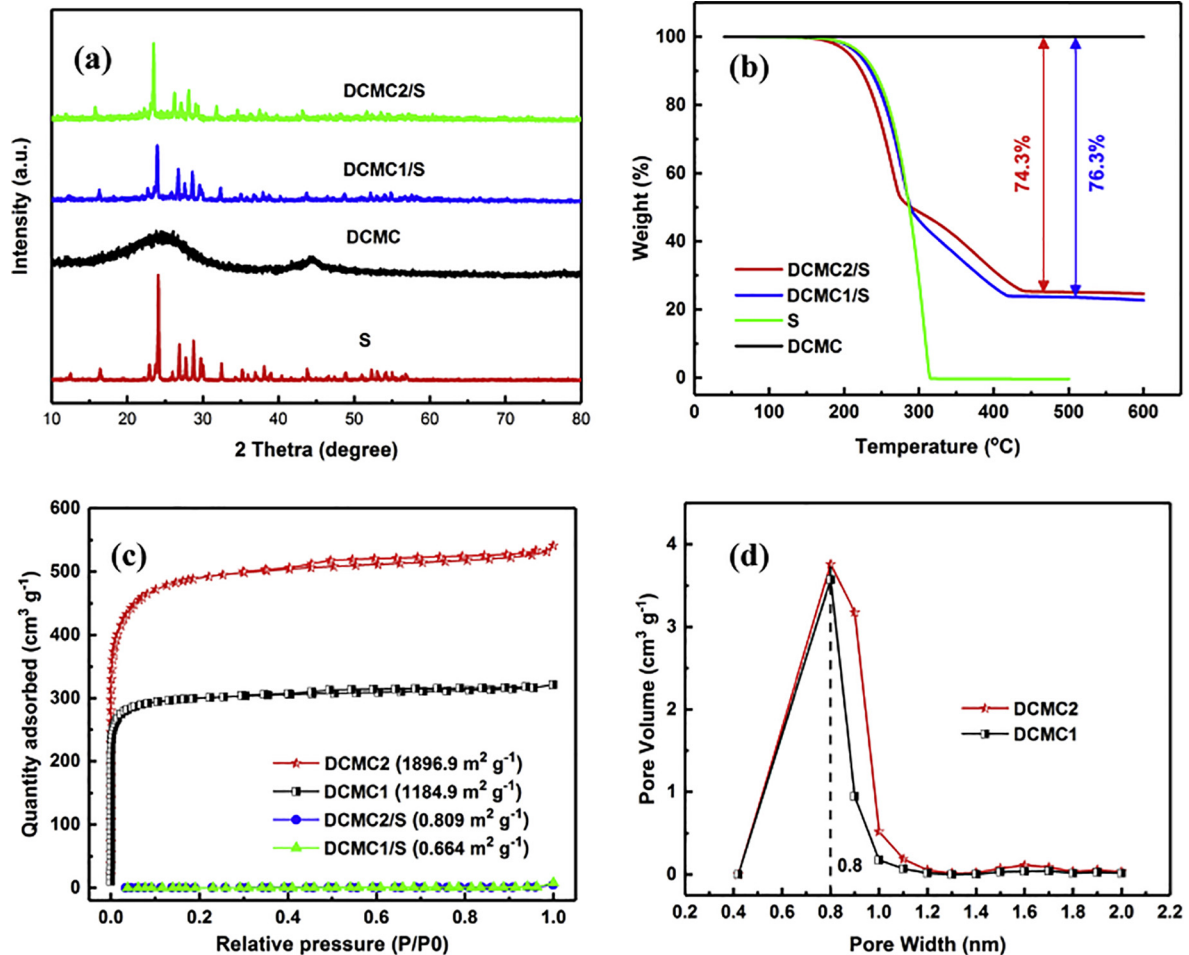 (a)
DCMC2/S
DCMC1/S
DCMC
S
Intensity (a.u.)
10 20 30 40 50 60 70 80
2 Thetra (degree)
(b)
100
80
60
40
20
0
Weight (%)
74.3%
76.3%
DCMC2/S
DCMC1/S
S
DCMC
0 100 200 300 400 500 600
Temperature (°C)
(c)
600
500
400
300
200
100
0
Quantity adsorbed (cm³ g⁻¹)
DCMC2 (1896.9 m² g⁻¹)
DCMC1 (1184.9 m² g⁻¹)
DCMC2/S (0.809 m² g⁻¹)
DCMC1/S (0.664 m² g⁻¹)
0.0 0.2 0.4 0.6 0.8 1.0
Relative pressure (P/P0)
(d)
4
3
2
1
0
Pore Volume (cm³ g⁻¹)
DCMC2
DCMC1
0.8
0.2 0.4 0.6 0.8 1.0 1.2 1.4 1.6 1.8 2.0 2.2
Pore Width (nm)